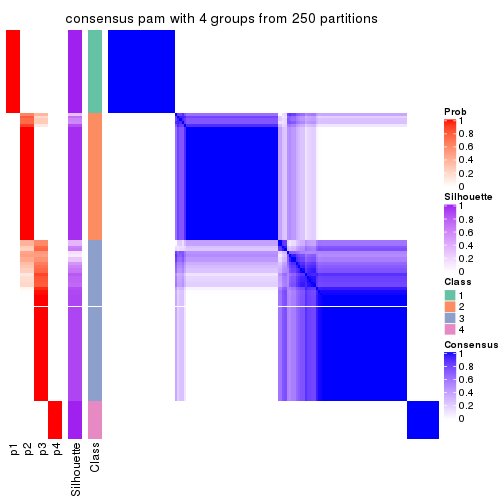 consensus pam with 4 groups from 250 partitions
Prob
1
0.8
0.6
0.4
0.2
0
Silhouette
1
0.8
0.6
0.4
0.2
0
Class
1
2
3
4
Consensus
1
0.8
0.6
0.4
0.2
0
p1
p2
p3
p4
Silhouette
Class